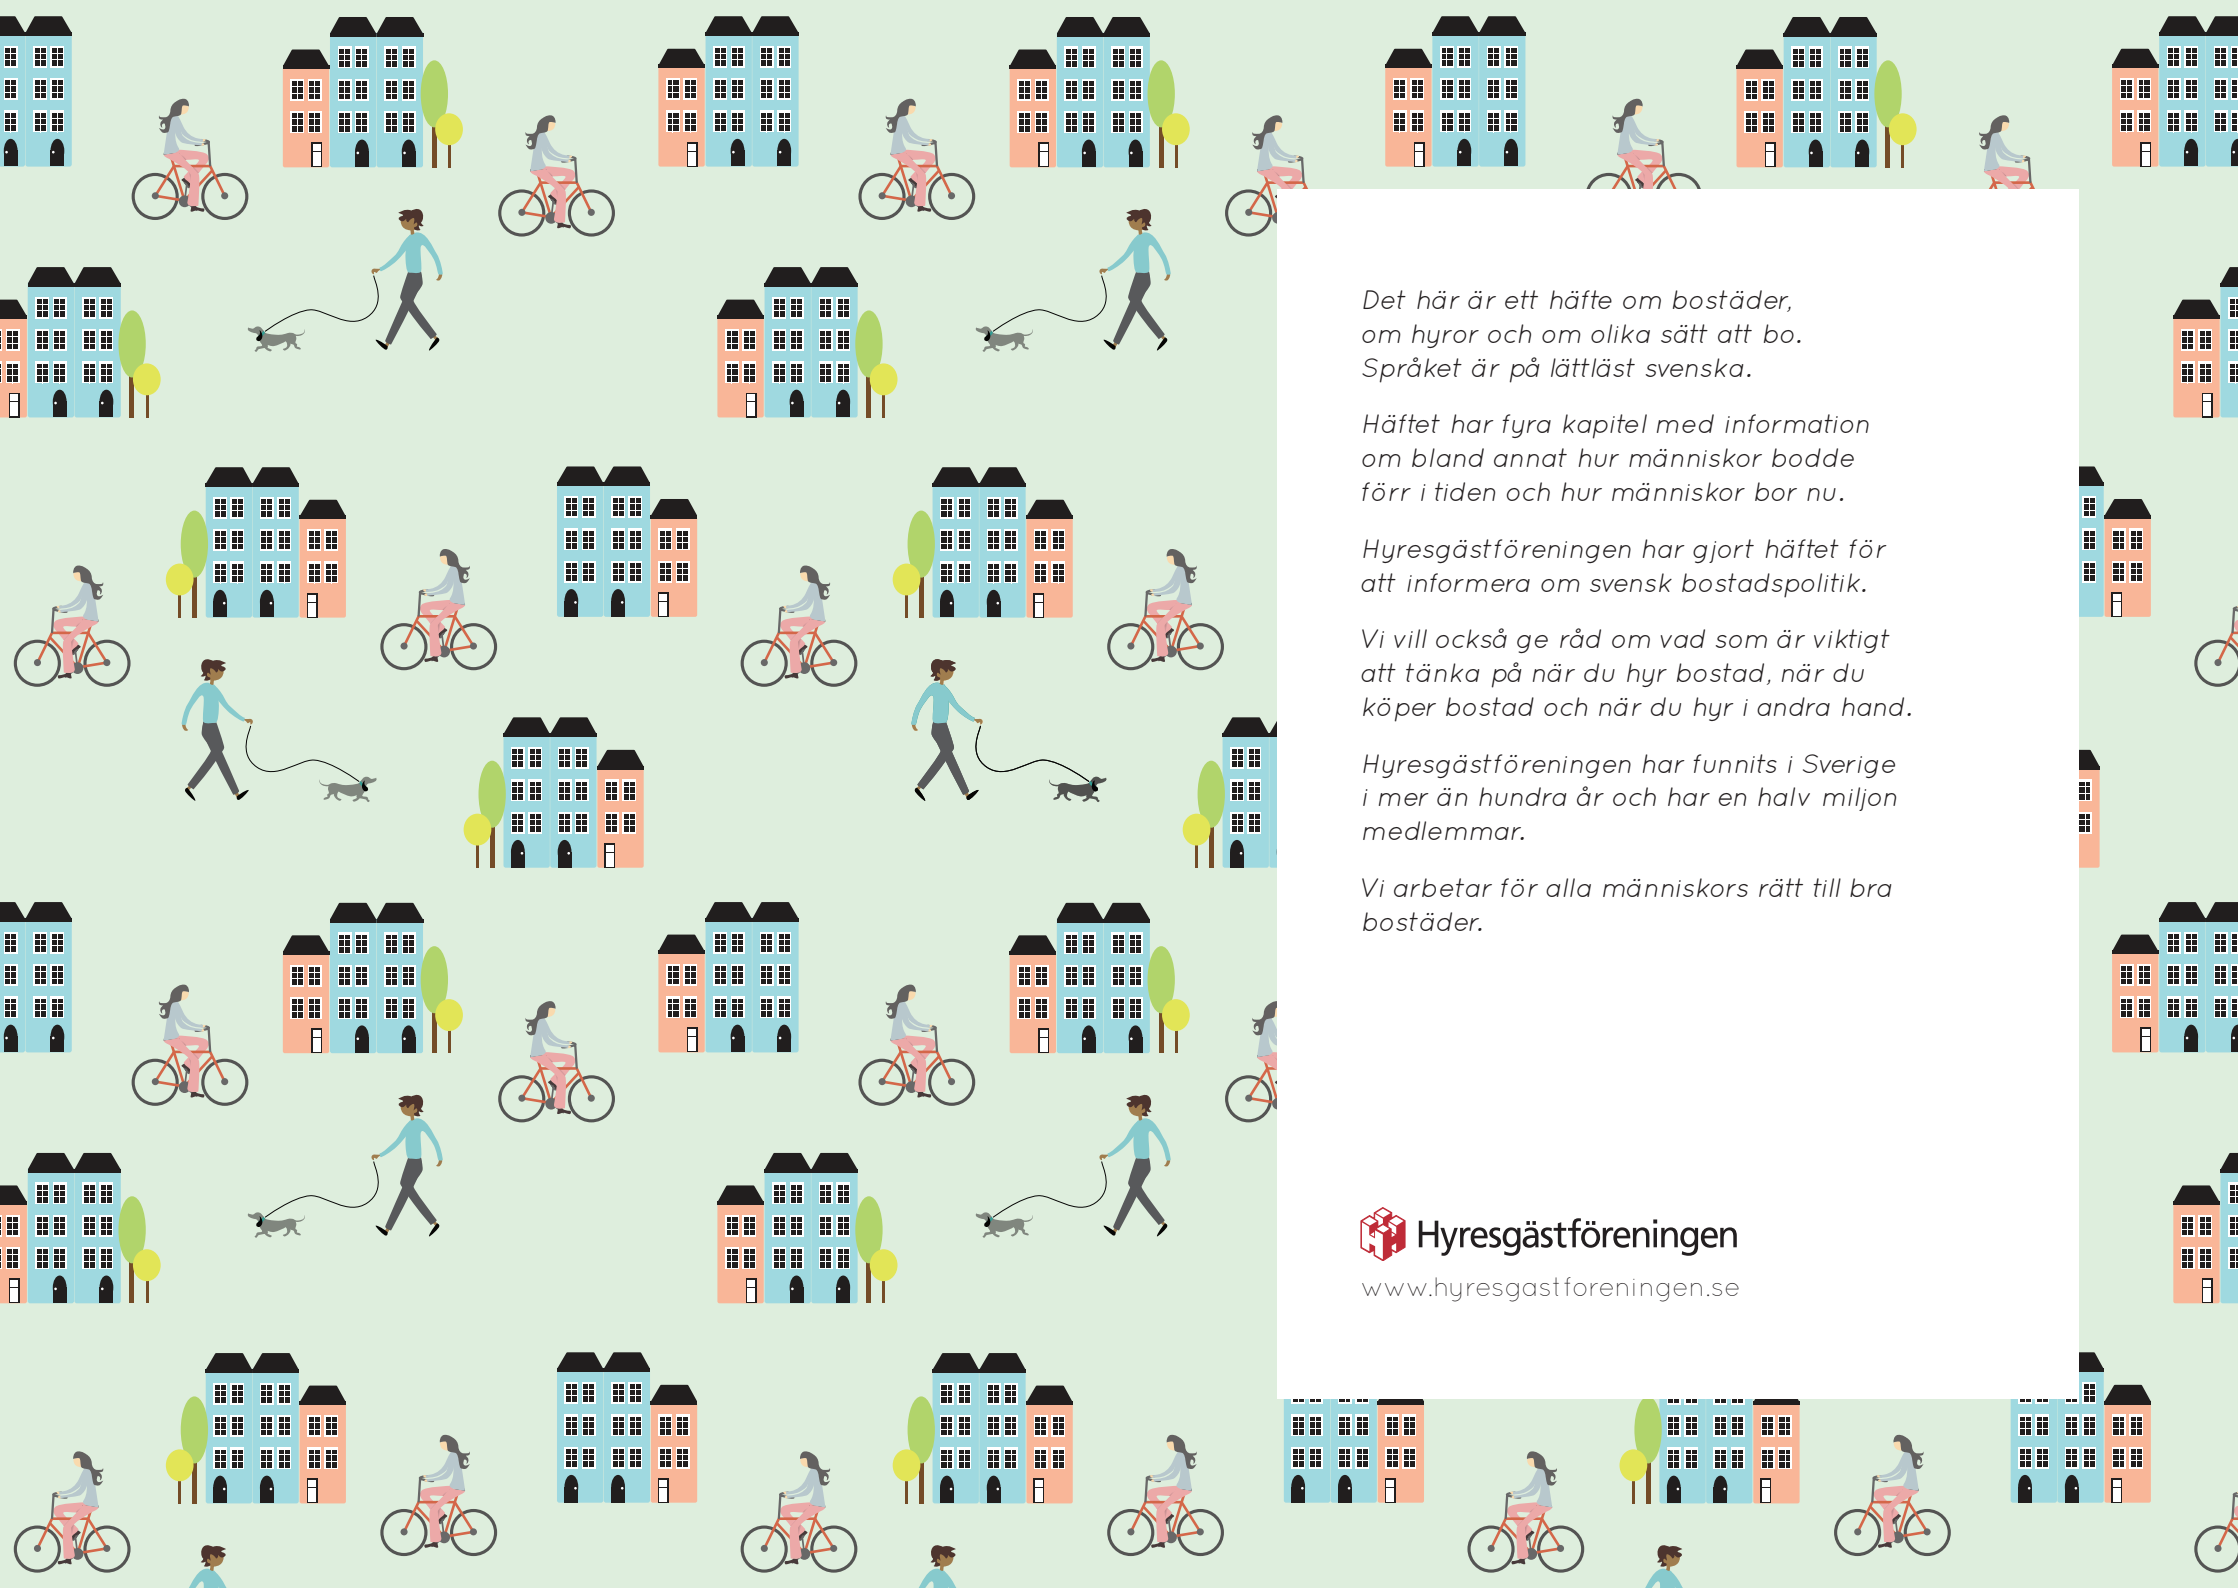 Det här är ett häfte om bostäder,
om hyror och om olika sätt att bo.
Språket är på lättläst svenska.
Häftet har fyra kapitel med information
om bland annat hur människor bodde
förr i tiden och hur människor bor nu.
Hyresgästföreningen har gjort häftet för
att informera om svensk bostadspolitik.
Vi vill också ge råd om vad som är viktigt
att tänka på när du hyr bostad, när du
köper bostad och när du hyr i andra hand.
Hyresgästföreningen har funnits i Sverige
i mer än hundra år och har en halv miljon
medlemmar.
Vi arbetar för alla människors rätt till bra
bostäder.
Hyresgästföreningen
www.hyresgastforeningen.se